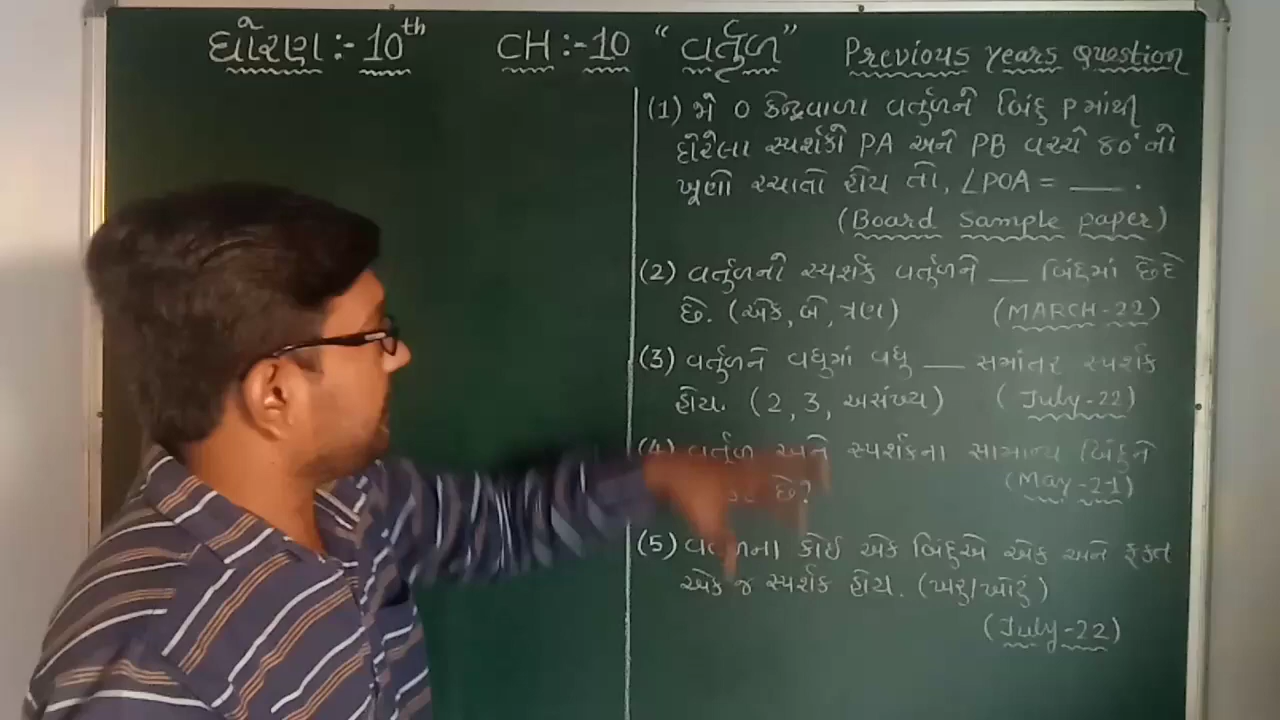 ધોરણ :- 10th CH :- 10 "વર્તુળ" Previous years Question
(1) જો O કેન્દ્રવાળા વર્તુળને બિંદુ P માંથી
દોરેલા સ્પર્શકો PA અને PB વચ્ચે 80° નો
ખૂણો રચાતો હોય તો, ∠POA = ___ .
(Board sample paper)
(2) વર્તુળનો સ્પર્શક વર્તુળને __ બિંદુમાં છેદે
છે. (એક, બે, ત્રણ) (MARCH-22)
(3) વર્તુળને વધુમાં વધુ __ સમાંતર સ્પર્શક
હોય. (2, 3, અસંખ્ય) (July-22)
(4) વર્તુળ અને સ્પર્શકના સામાન્ય બિંદુને
છે? (May-21)
(5) વર્તુળના કોઈ એક બિંદુએ એક અને ફક્ત
એક જ સ્પર્શક હોય. (ખરું/ખોટું)
(July-22)